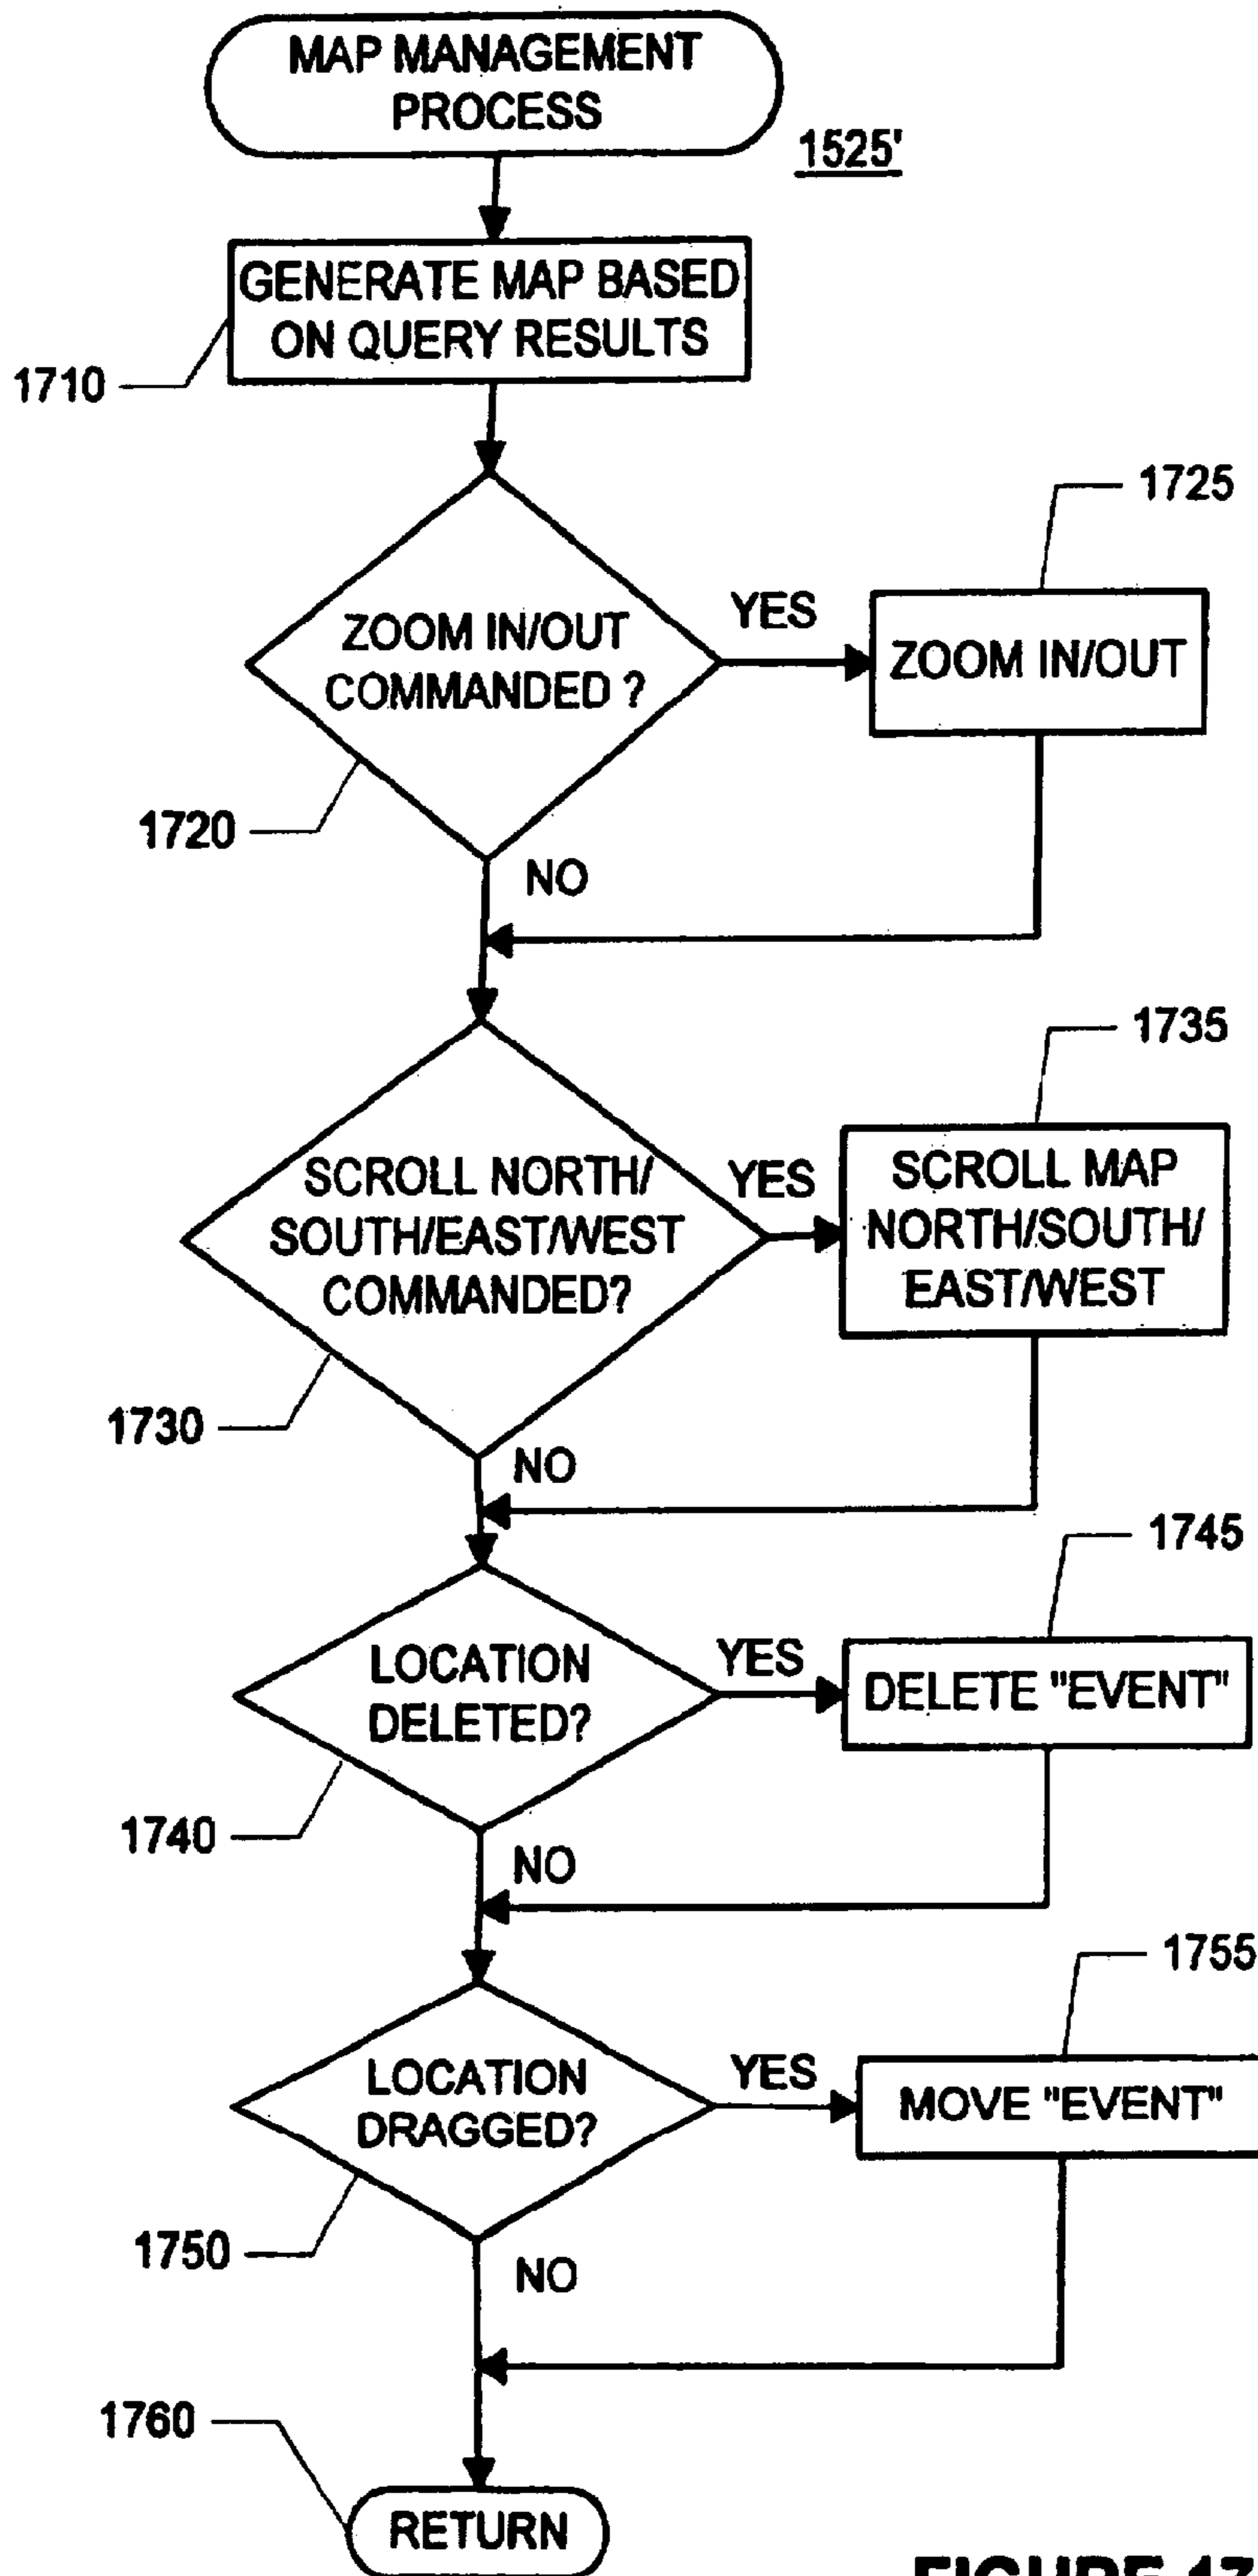 MAP MANAGEMENT
PROCESS
1525'
GENERATE MAP BASED
ON QUERY RESULTS
1710
1725
ZOOM IN/OUT
COMMANDED ?
YES
ZOOM IN/OUT
1720
NO
1735
SCROLL NORTH/
SOUTH/EAST/WEST
COMMANDED?
YES
SCROLL MAP
NORTH/SOUTH/
EAST/WEST
1730
NO
1745
LOCATION
DELETED?
YES
DELETE "EVENT"
1740
NO
1755
LOCATION
DRAGGED?
YES
MOVE "EVENT"
1750
NO
1760
RETURN
FIGURE 17